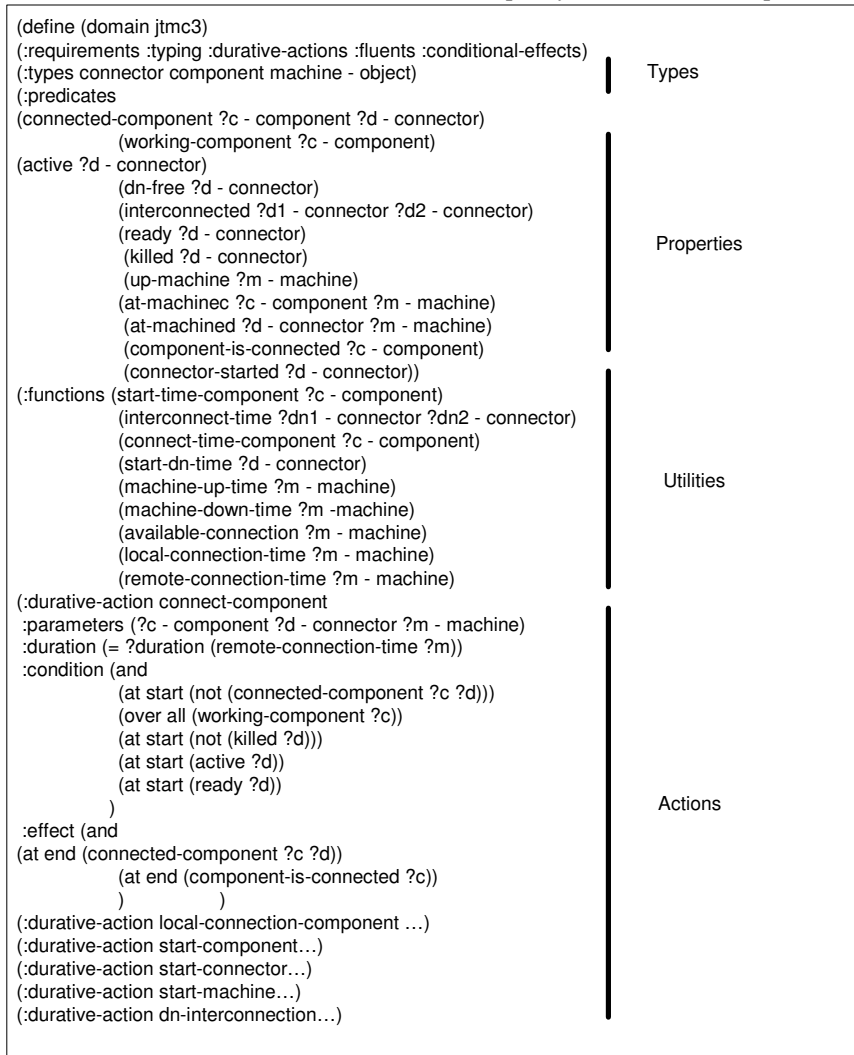 (define (domain jtmc3)
(:requirements :typing :durative-actions :fluents :conditional-effects)
(:types connector component machine - object)
Types
(:predicates
(connected-component ?c - component ?d - connector)
(working-component ?c - component)
(active ?d - connector)
(dn-free ?d - connector)
(interconnected ?d1 - connector ?d2 - connector)
(ready ?d - connector)
Properties
(killed ?d - connector)
(up-machine ?m - machine)
(at-machinec ?c - component ?m - machine)
(at-machined ?d - connector ?m - machine)
(component-is-connected ?c - component)
(connector-started ?d - connector))
(:functions (start-time-component ?c - component)
(interconnect-time ?dn1 - connector ?dn2 - connector)
(connect-time-component ?c - component)
(start-dn-time ?d - connector)
(machine-up-time ?m - machine)
Utilities
(machine-down-time ?m -machine)
(available-connection ?m - machine)
(local-connection-time ?m - machine)
(remote-connection-time ?m - machine)
(:durative-action connect-component
:parameters (?c - component ?d - connector ?m - machine)
:duration (= ?duration (remote-connection-time ?m))
:condition (and
(at start (not (connected-component ?c ?d)))
(over all (working-component ?c))
(at start (not (killed ?d)))
(at start (active ?d))
(at start (ready ?d))
)
Actions
:effect (and
(at end (connected-component ?c ?d))
(at end (component-is-connected ?c))
) )
(:durative-action local-connection-component …)
(:durative-action start-component…)
(:durative-action start-connector…)
(:durative-action start-machine…)
(:durative-action dn-interconnection…)